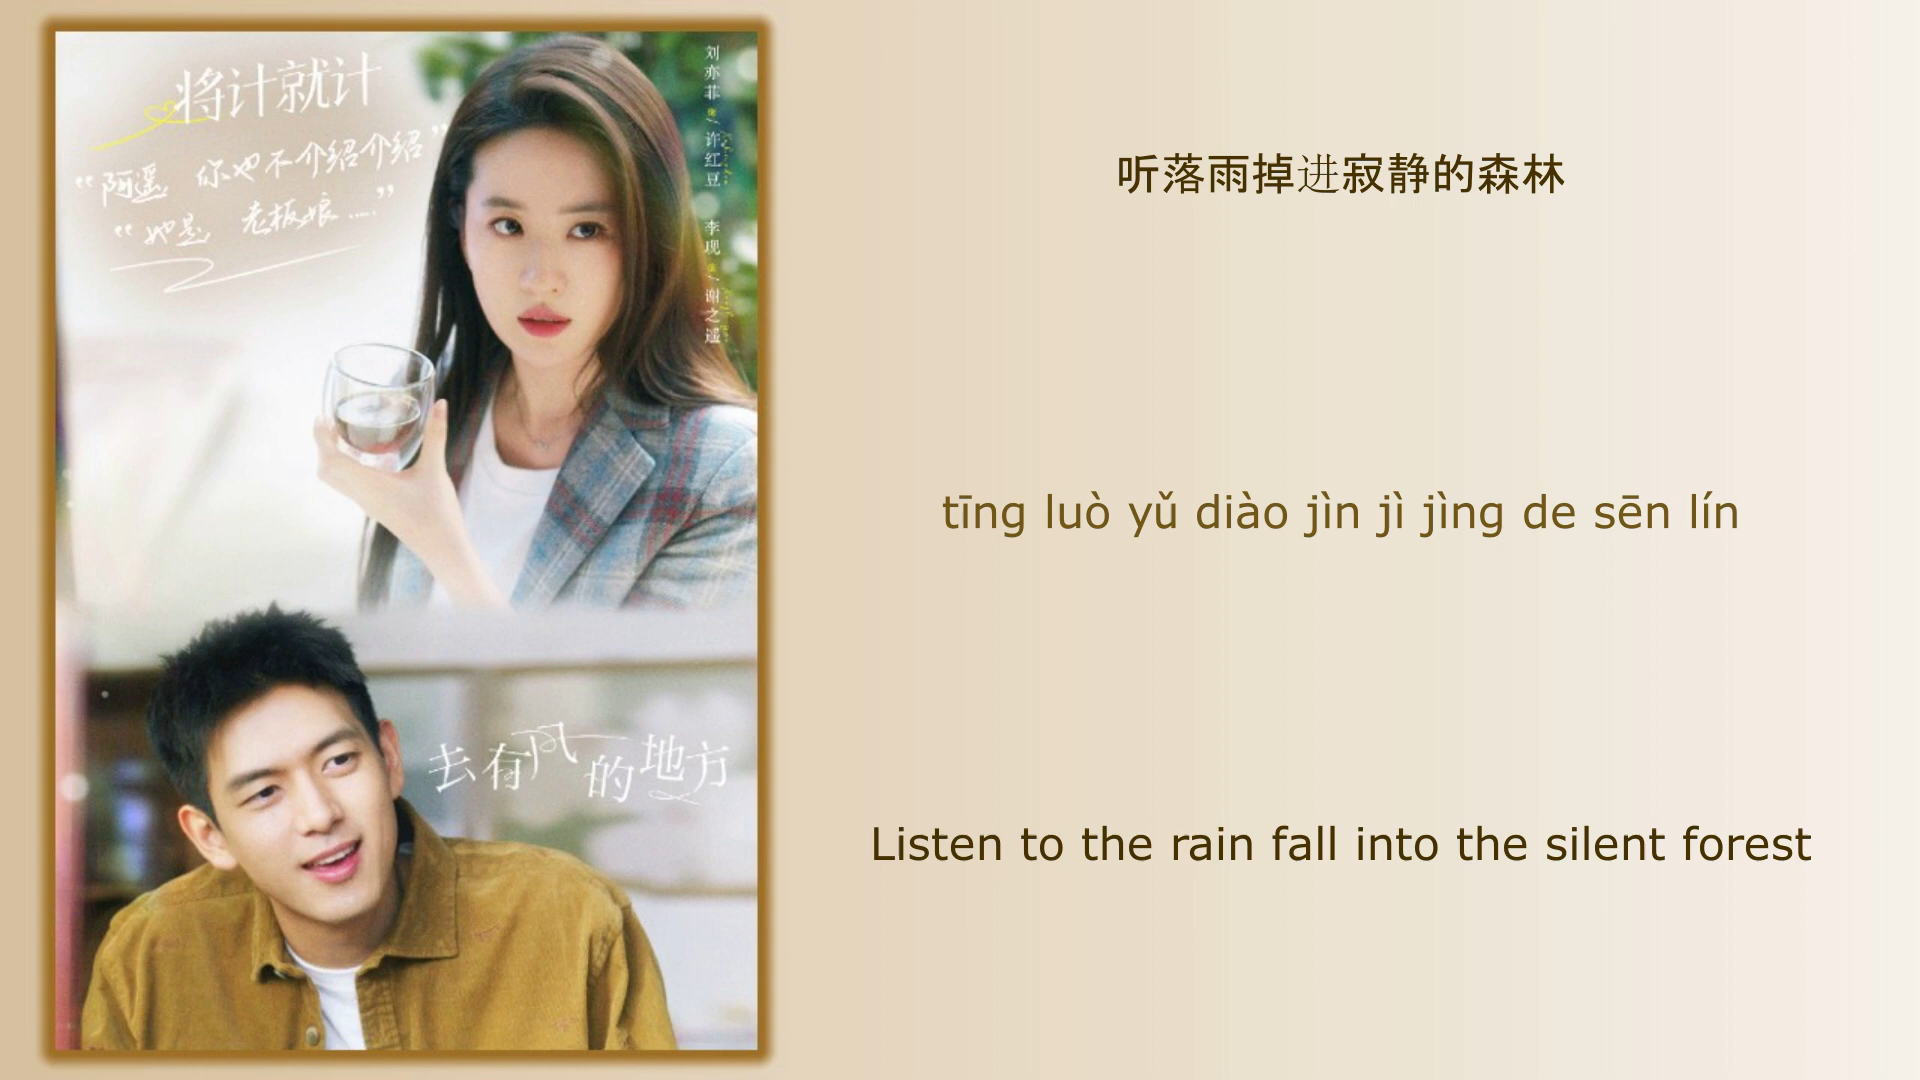 将计就计
“阿遥 你也不介绍介绍”
“她是 老板娘....”
刘亦菲 饰/许红豆
李现 饰/谢之遥
去有风的地方
听落雨掉进寂静的森林
tīng luò yǔ diào jìn jì jìng de sēn lín
Listen to the rain fall into the silent forest